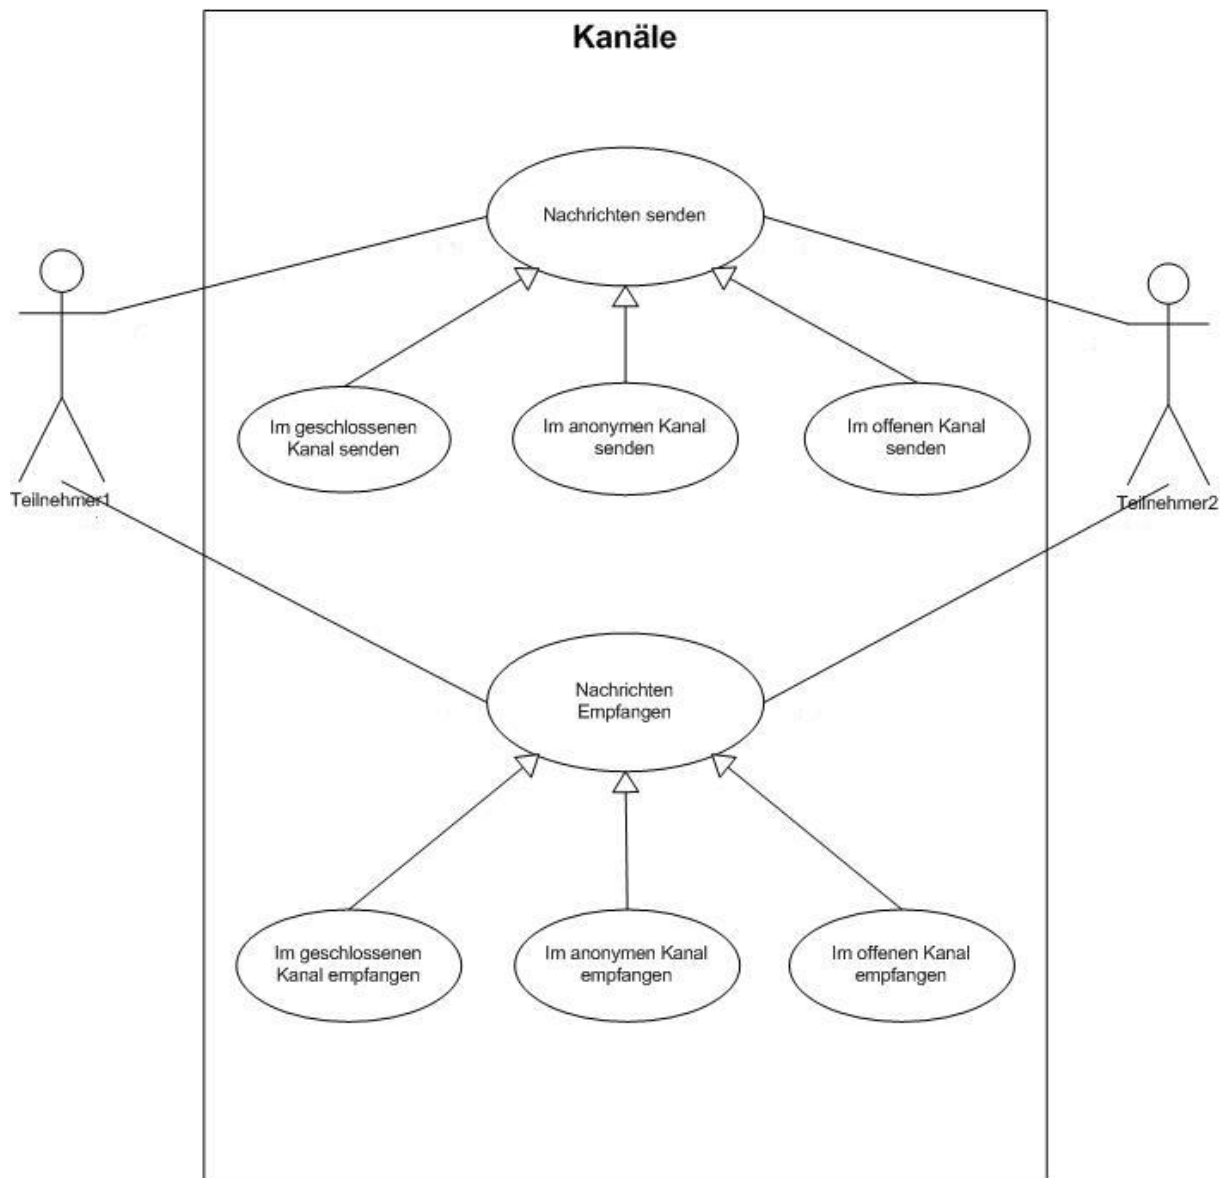 Kanäle
Nachrichten senden
Im geschlossenen
Kanal senden
Im anonymen Kanal
senden
Im offenen Kanal
senden
Teilnehmer1
Teilnehmer2
Nachrichten
Empfangen
Im geschlossenen
Kanal empfangen
Im anonymen Kanal
empfangen
Im offenen Kanal
empfangen